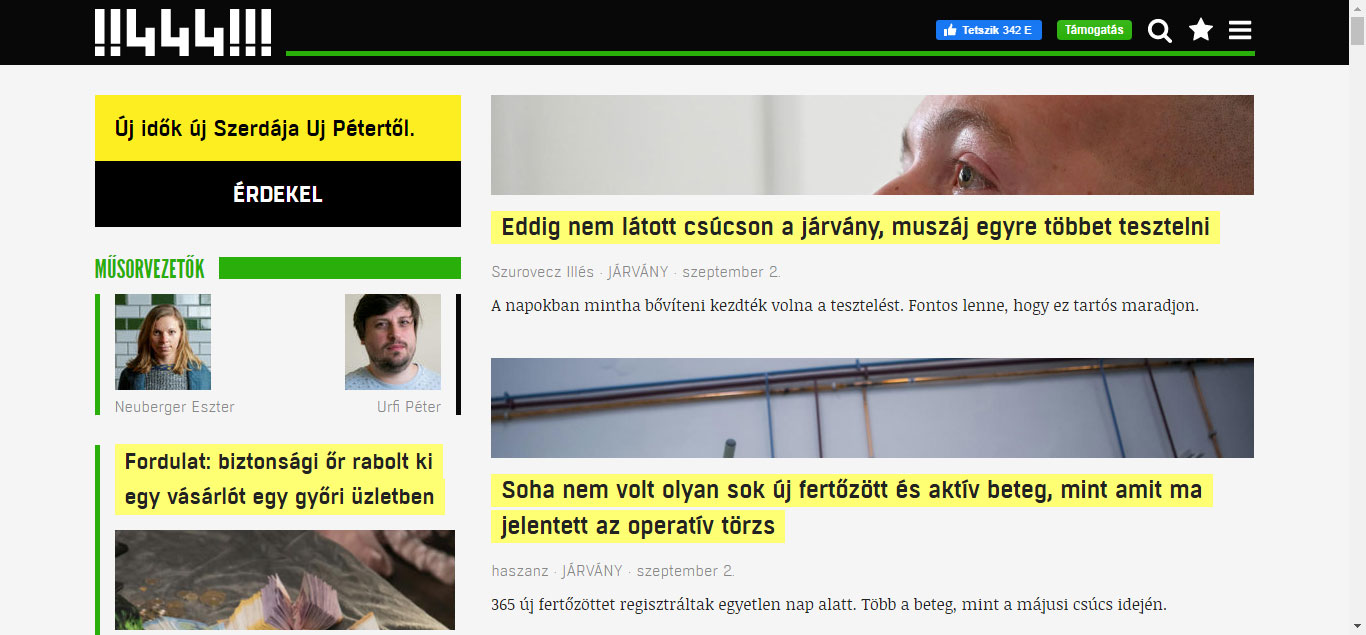 !!444!!!
Tetszik 342 E
Támogatás
Új idők új Szerdája Uj Pétertől.
ÉRDEKEL
MŰSORVEZETŐK
Neuberger Eszter
Urfi Péter
Fordulat: biztonsági őr rabolt ki
egy vásárlót egy győri üzletben
Eddig nem látott csúcson a járvány, muszáj egyre többet tesztelni
Szurovecz Illés · JÁRVÁNY · szeptember 2.
A napokban mintha bővíteni kezdték volna a tesztelést. Fontos lenne, hogy ez tartós maradjon.
Soha nem volt olyan sok új fertőzött és aktív beteg, mint amit ma
jelentett az operatív törzs
haszanz · JÁRVÁNY · szeptember 2.
365 új fertőzöttet regisztráltak egyetlen nap alatt. Több a beteg, mint a májusi csúcs idején.